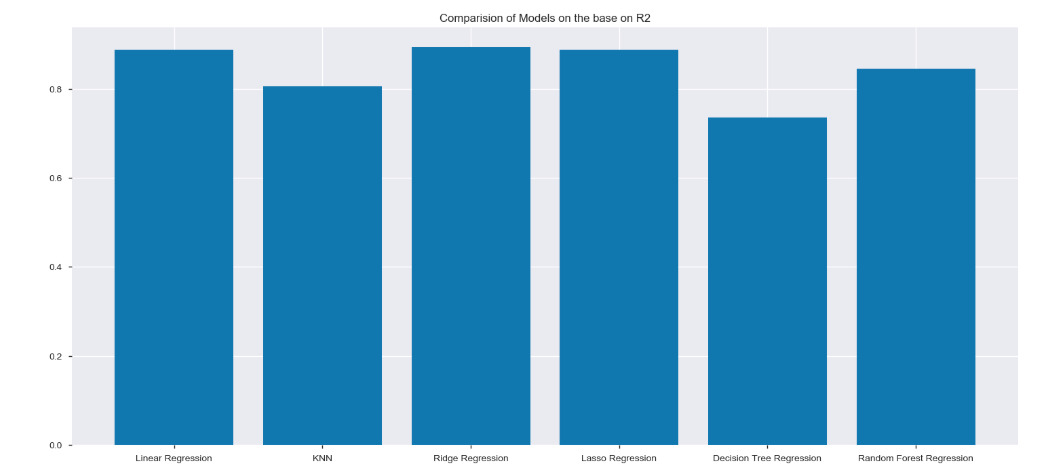 Comparision of Models on the base on R2
0.8
0.6
0.4
0.2
0.0
Linear Regression KNN Ridge Regression Lasso Regression Decision Tree Regression Random Forest Regression